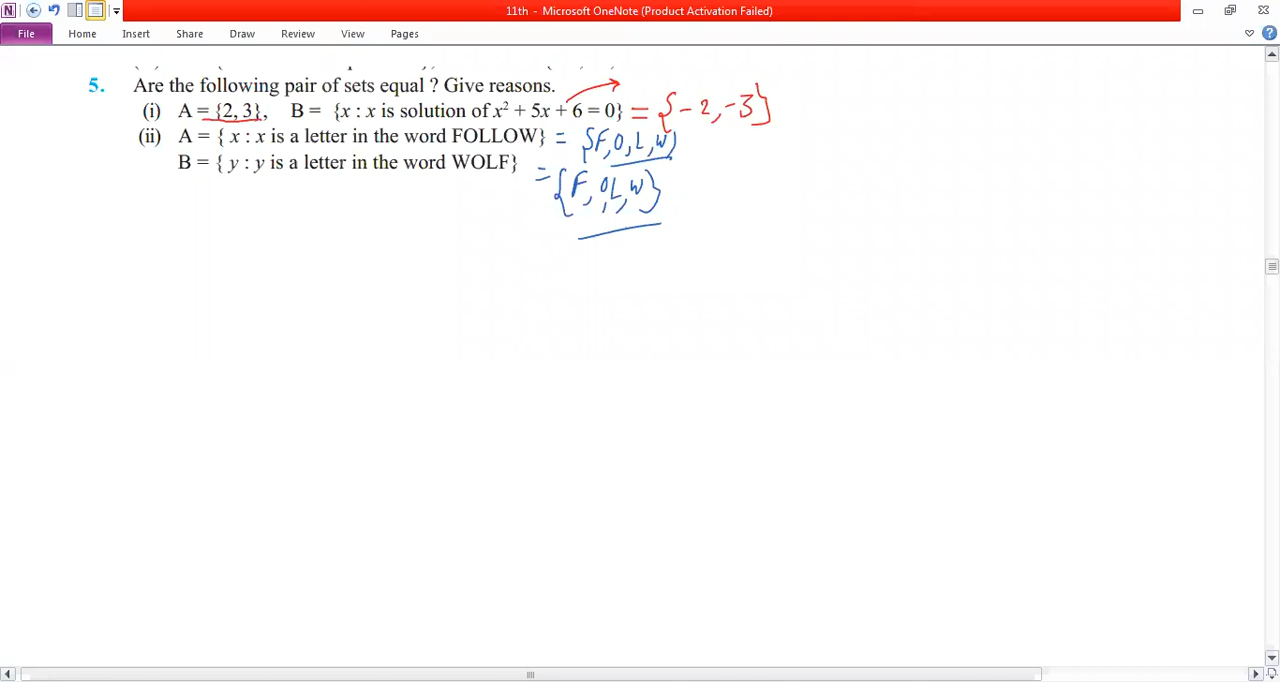 11th - Microsoft OneNote (Product Activation Failed)
File Home Insert Share Draw Review View Pages
5. Are the following pair of sets equal ? Give reasons.
(i) A = {2, 3}, B = {x : x is solution of x² + 5x + 6 = 0} = {-2, -3}
(ii) A = { x : x is a letter in the word FOLLOW} = {F, O, L, W}
B = { y : y is a letter in the word WOLF} = {F, O, L, W}